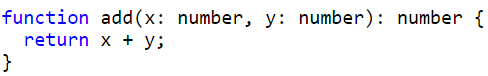 function add(x: number, y: number): number {
  return x + y;
}